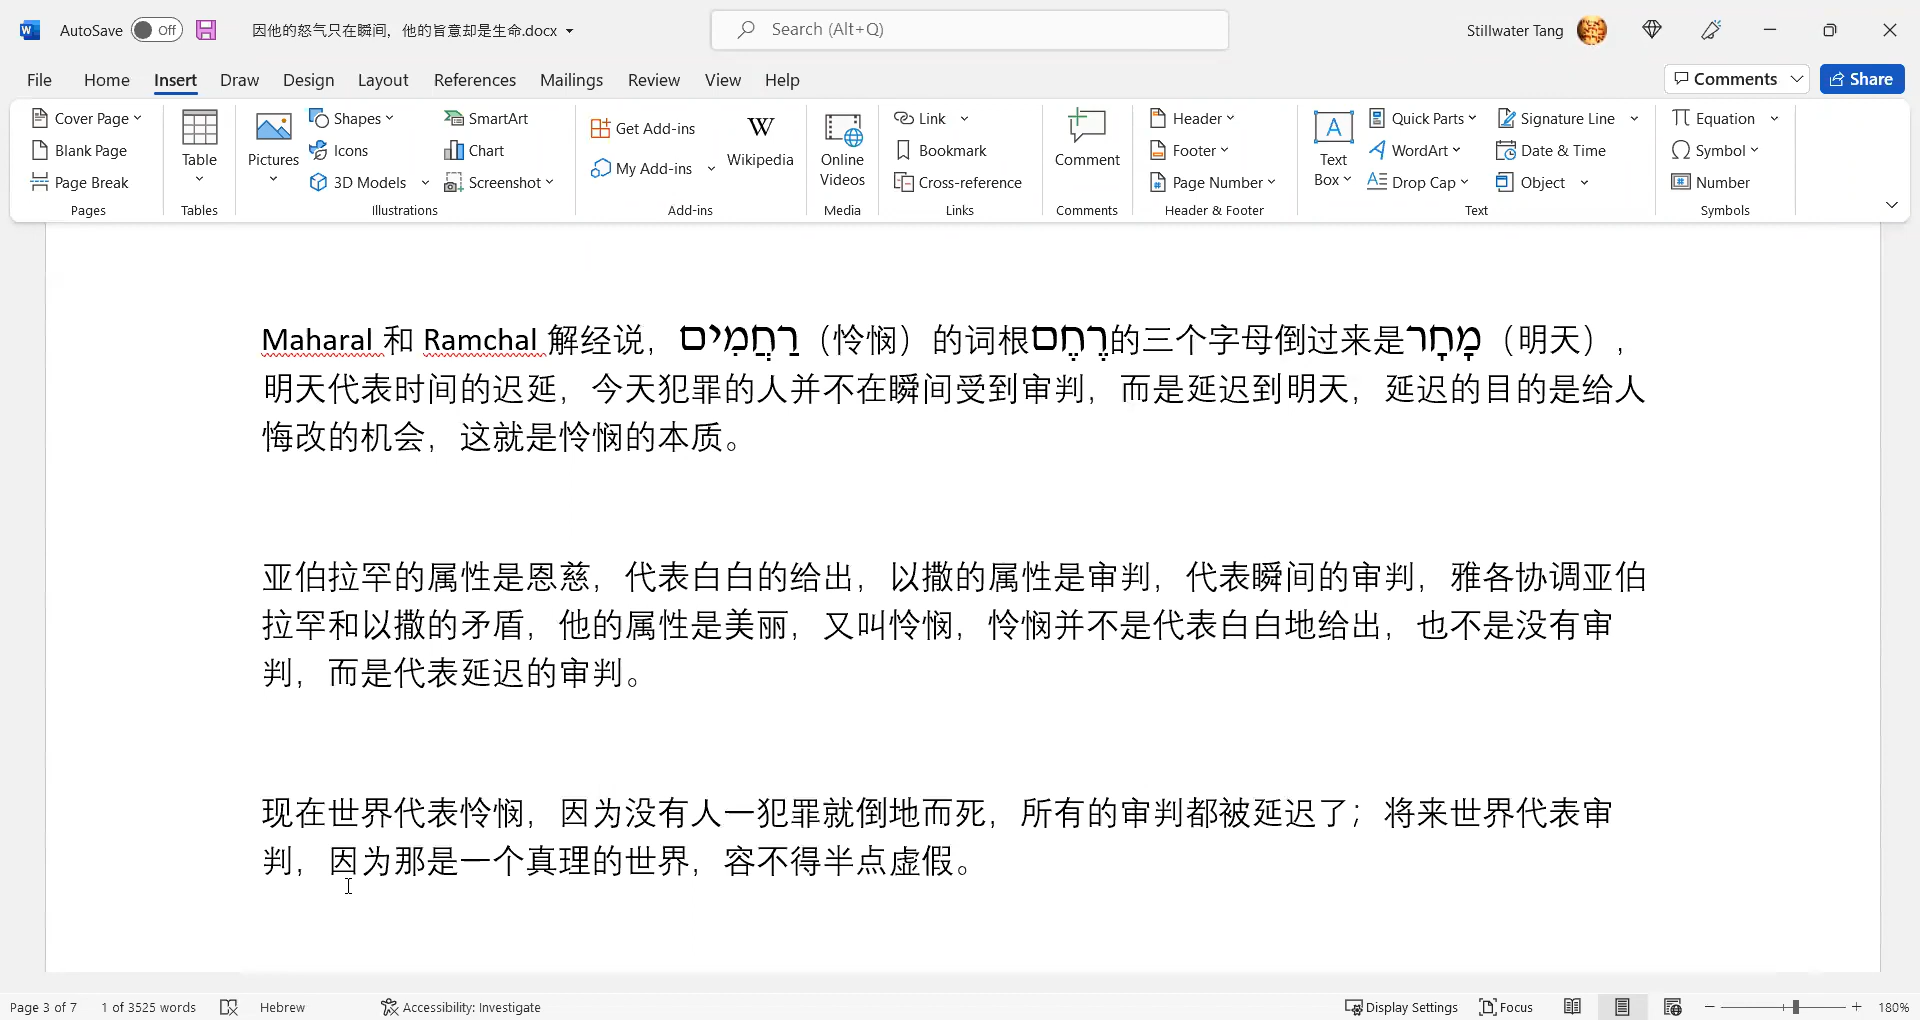 AutoSave Off 因他的怒气只在瞬间，他的旨意却是生命.docx Search (Alt+Q) Stillwater Tang
File Home Insert Draw Design Layout References Mailings Review View Help Comments Share
Cover Page
Blank Page
Page Break
Pages
Table
Tables
Pictures
Shapes
Icons
3D Models
SmartArt
Chart
Screenshot
Illustrations
Get Add-ins
My Add-ins
W
Wikipedia
Add-ins
Online
Videos
Media
Link
Bookmark
Cross-reference
Links
Comment
Comments
Header
Footer
Page Number
Header & Footer
Text
Box
Quick Parts
WordArt
Drop Cap
Signature Line
Date & Time
Object
Text
Equation
Symbol
Number
Symbols
Maharal 和 Ramchal 解经说，רַחֲמִים（怜悯）的词根רֶחֶם的三个字母倒过来是מָחָר（明天），
明天代表时间的迟延，今天犯罪的人并不在瞬间受到审判，而是延迟到明天，延迟的目的是给人
悔改的机会，这就是怜悯的本质。
亚伯拉罕的属性是恩慈，代表白白的给出，以撒的属性是审判，代表瞬间的审判，雅各协调亚伯
拉罕和以撒的矛盾，他的属性是美丽，又叫怜悯，怜悯并不是代表白白地给出，也不是没有审
判，而是代表延迟的审判。
现在世界代表怜悯，因为没有人一犯罪就倒地而死，所有的审判都被延迟了；将来世界代表审
判，因为那是一个真理的世界，容不得半点虚假。
Page 3 of 7 1 of 3525 words Hebrew Accessibility: Investigate Display Settings Focus 180%